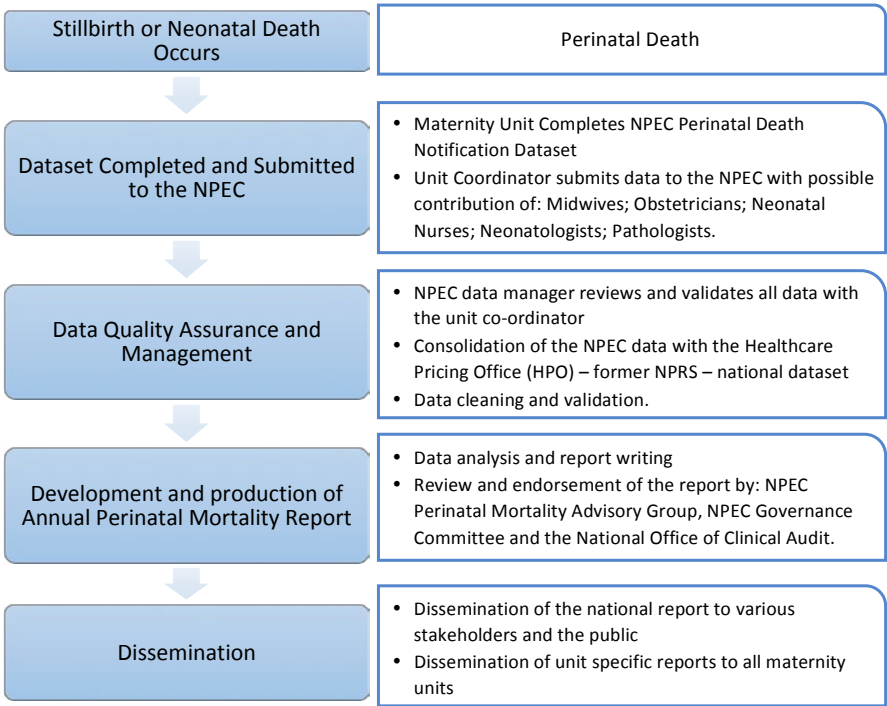 Stillbirth or Neonatal Death
Occurs
Perinatal Death
Dataset Completed and Submitted
to the NPEC
• Maternity Unit Completes NPEC Perinatal Death
Notification Dataset
• Unit Coordinator submits data to the NPEC with possible
contribution of: Midwives; Obstetricians; Neonatal
Nurses; Neonatologists; Pathologists.
Data Quality Assurance and
Management
• NPEC data manager reviews and validates all data with
the unit co-ordinator
• Consolidation of the NPEC data with the Healthcare
Pricing Office (HPO) – former NPRS – national dataset
• Data cleaning and validation.
Development and production of
Annual Perinatal Mortality Report
• Data analysis and report writing
• Review and endorsement of the report by: NPEC
Perinatal Mortality Advisory Group, NPEC Governance
Committee and the National Office of Clinical Audit.
Dissemination
• Dissemination of the national report to various
stakeholders and the public
• Dissemination of unit specific reports to all maternity
units